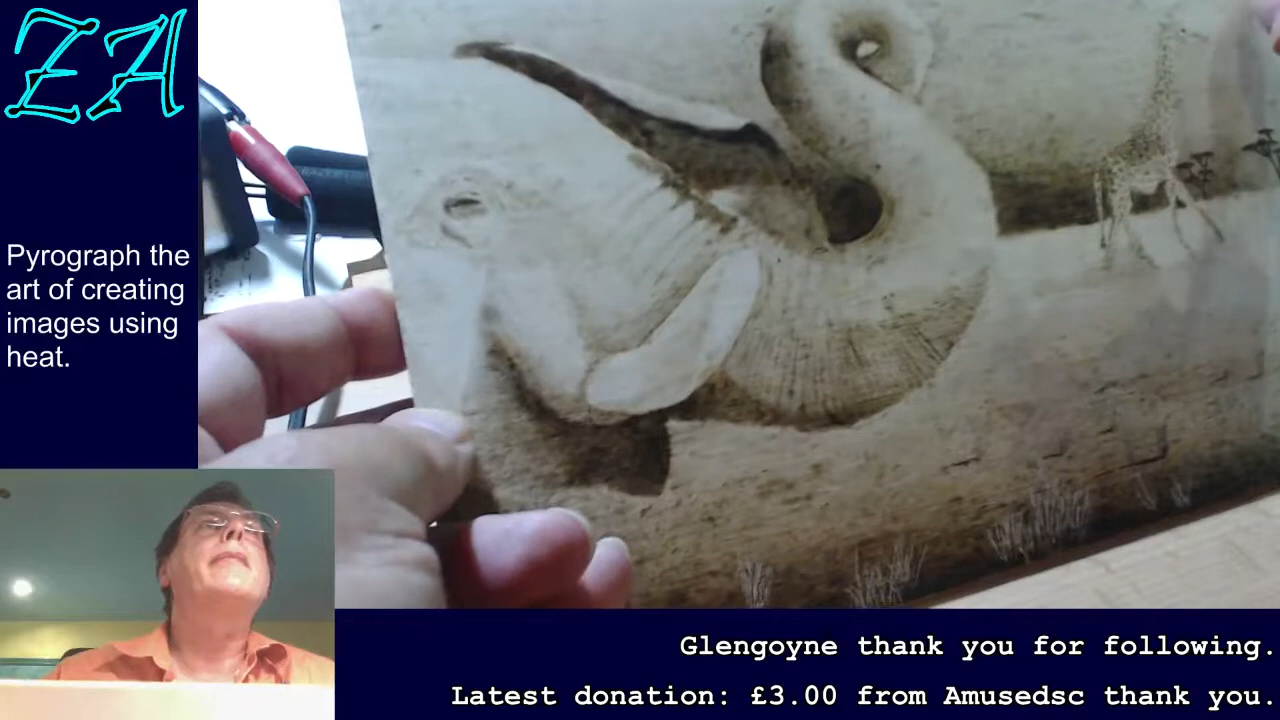 ZA
Pyrograph the
art of creating
images using
heat.
Glengoyne thank you for following.
Latest donation: £3.00 from Amusedsc thank you.